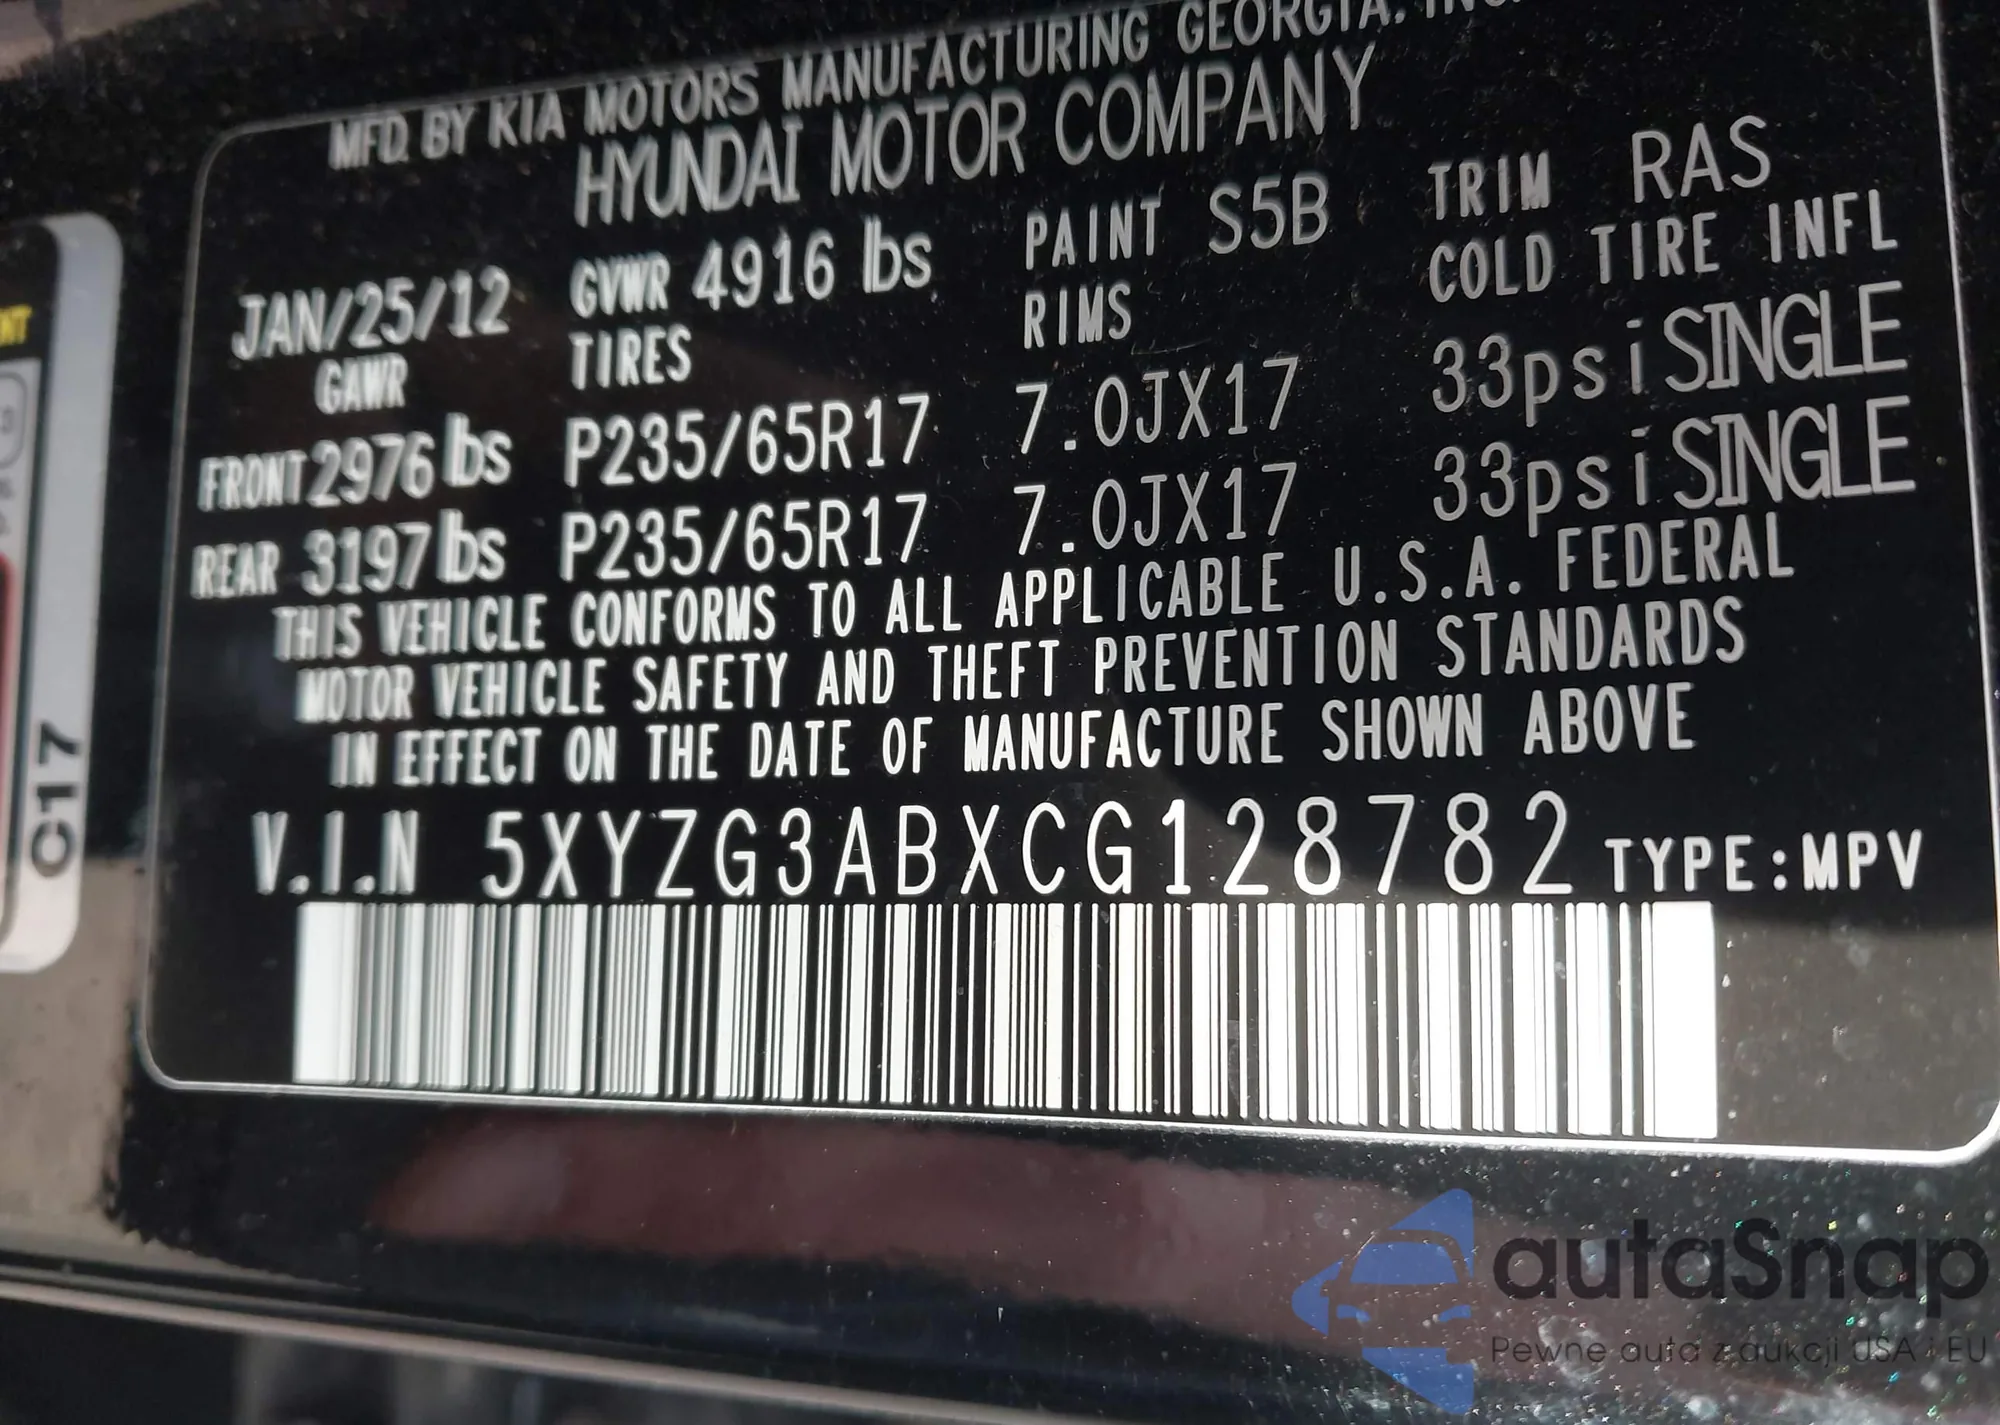 MFD. BY KIA MOTORS MANUFACTURING GEORGIA, INC.
HYUNDAI MOTOR COMPANY
JAN/25/12 GVWR 4916 lbs PAINT S5B TRIM RAS
GAWR TIRES RIMS COLD TIRE INFL
FRONT 2976 lbs P235/65R17 7.0JX17 33psi SINGLE
REAR 3197 lbs P235/65R17 7.0JX17 33psi SINGLE
THIS VEHICLE CONFORMS TO ALL APPLICABLE U.S.A. FEDERAL
MOTOR VEHICLE SAFETY AND THEFT PREVENTION STANDARDS
IN EFFECT ON THE DATE OF MANUFACTURE SHOWN ABOVE
V.I.N 5XYZG3ABXCG128782 TYPE:MPV
C17
autaSnap
Pewne auta z aukcji USA i EU